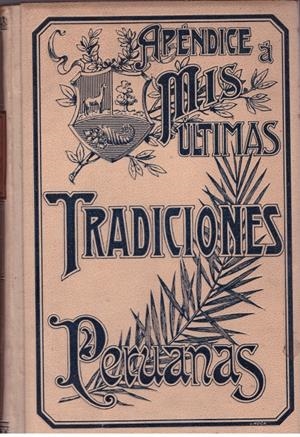 APÉNDICE á
MIS
ÚLTIMAS
TRADICIONES
Peruanas